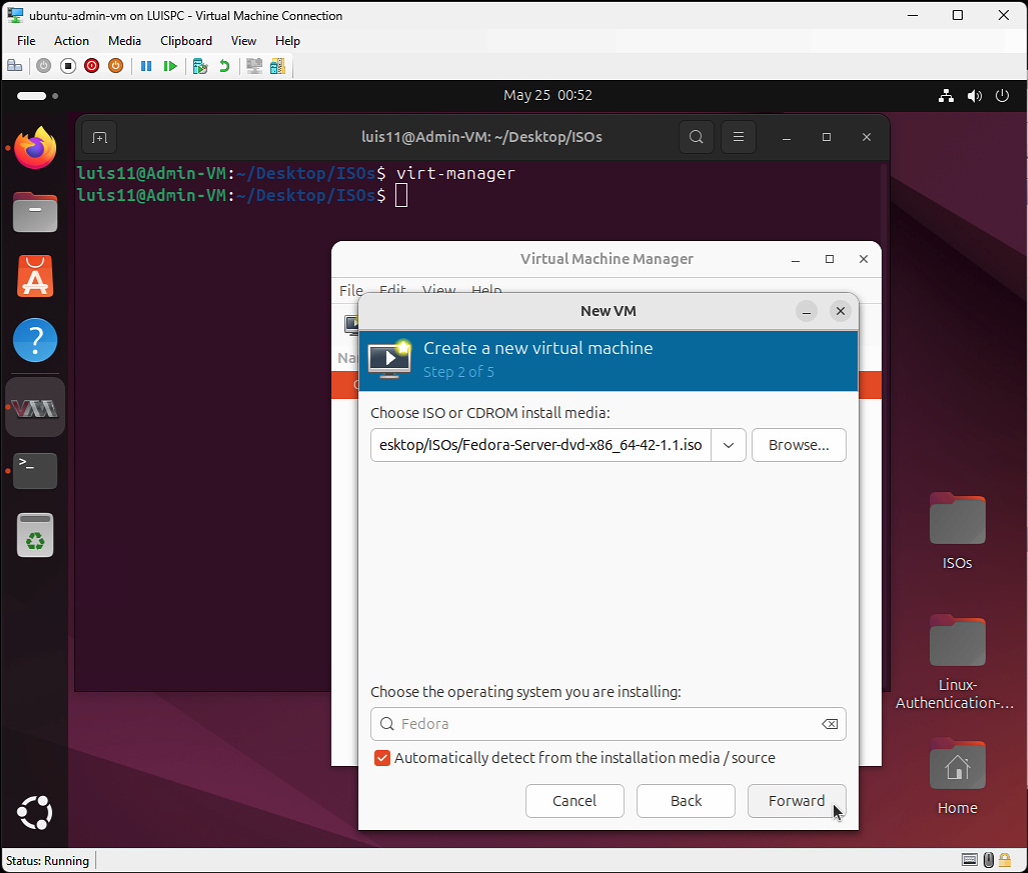 ubuntu-admin-vm on LUISPC - Virtual Machine Connection
File Action Media Clipboard View Help
May 25 00:52
luis11@Admin-VM: ~/Desktop/ISOs
luis11@Admin-VM:~/Desktop/ISOs$ virt-manager
luis11@Admin-VM:~/Desktop/ISOs$
Virtual Machine Manager
File Edit View Help
New VM
Create a new virtual machine
Step 2 of 5
Choose ISO or CDROM install media:
esktop/ISOs/Fedora-Server-dvd-x86_64-42-1.1.iso
Browse...
ISOs
Linux-
Authentication-...
Choose the operating system you are installing:
Fedora
Automatically detect from the installation media / source
Cancel Back Forward
Home
Status: Running